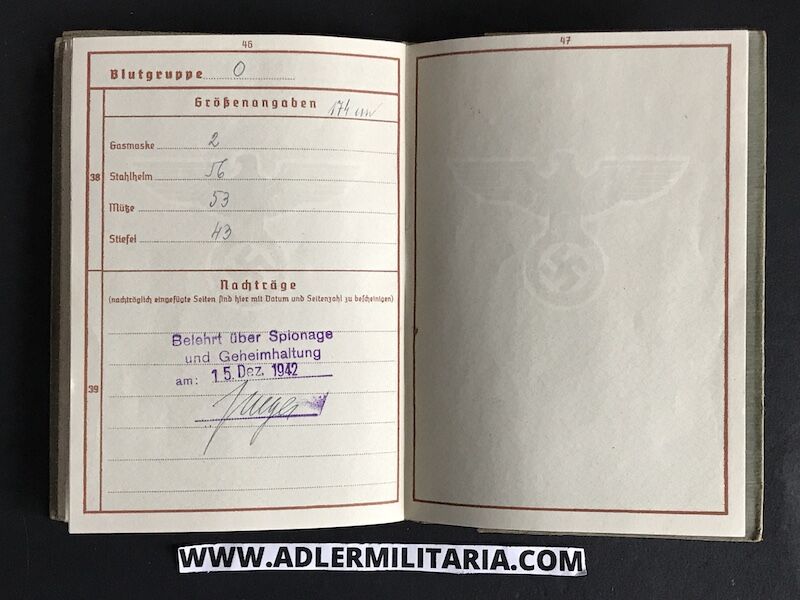 46
Blutgruppe O
Größenangaben 174 cm
Gasmaske 2
38
Stahlhelm 56
Mütze 53
Stiefel 43
Nachträge
(nachträglich eingefügte Seiten sind hier mit Datum und Seitenzahl zu bescheinigen)
Belehrt über Spionage
und Geheimhaltung
am: 15. Dez. 1942
39
47
WWW.ADLERMILITARIA.COM